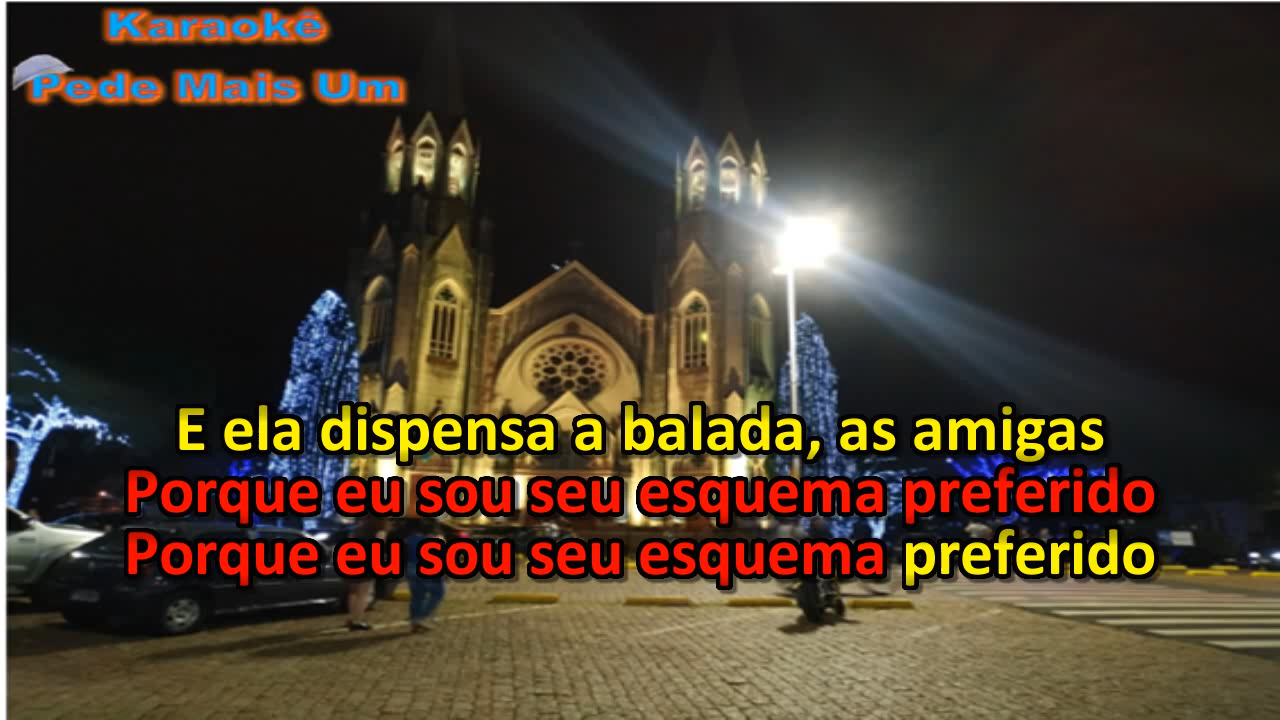 Karaokê
Pede Mais Um
E ela dispensa a balada, as amigas
Porque eu sou seu esquema preferido
Porque eu sou seu esquema preferido